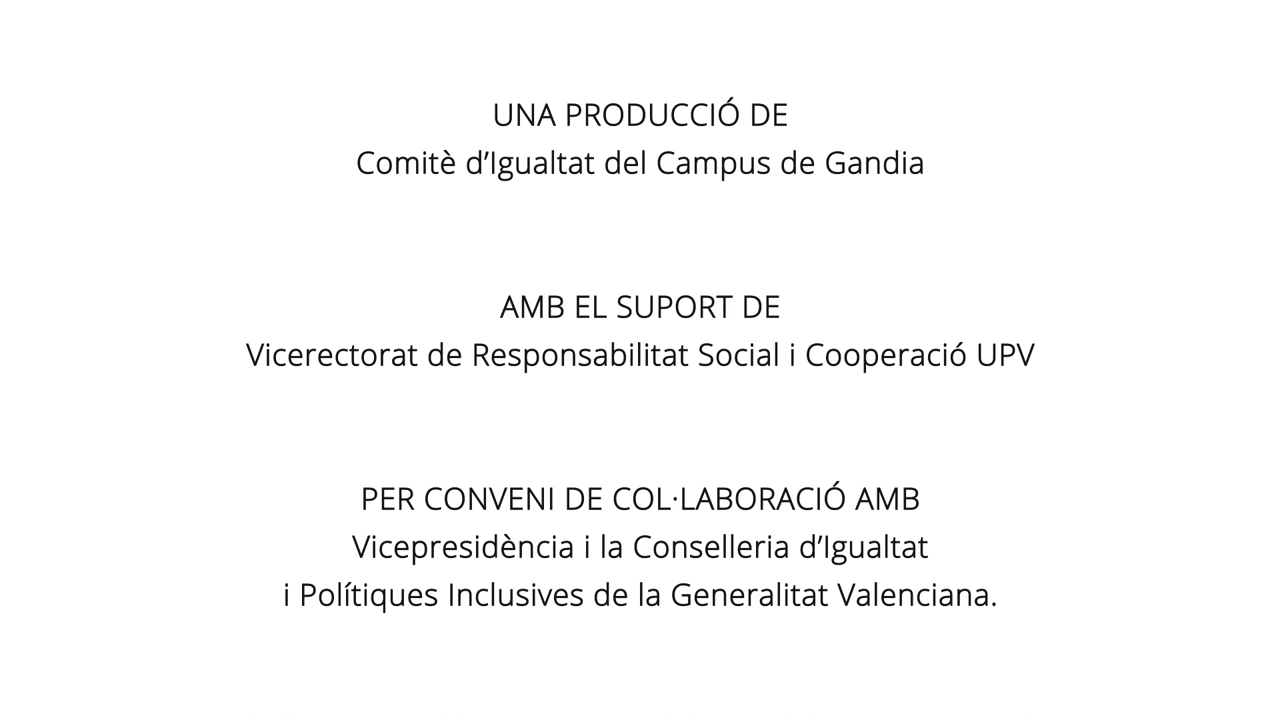 UNA PRODUCCIÓ DE
Comitè d’Igualtat del Campus de Gandia
AMB EL SUPORT DE
Vicerectorat de Responsabilitat Social i Cooperació UPV
PER CONVENI DE COL·LABORACIÓ AMB
Vicepresidència i la Conselleria d’Igualtat
i Polítiques Inclusives de la Generalitat Valenciana.